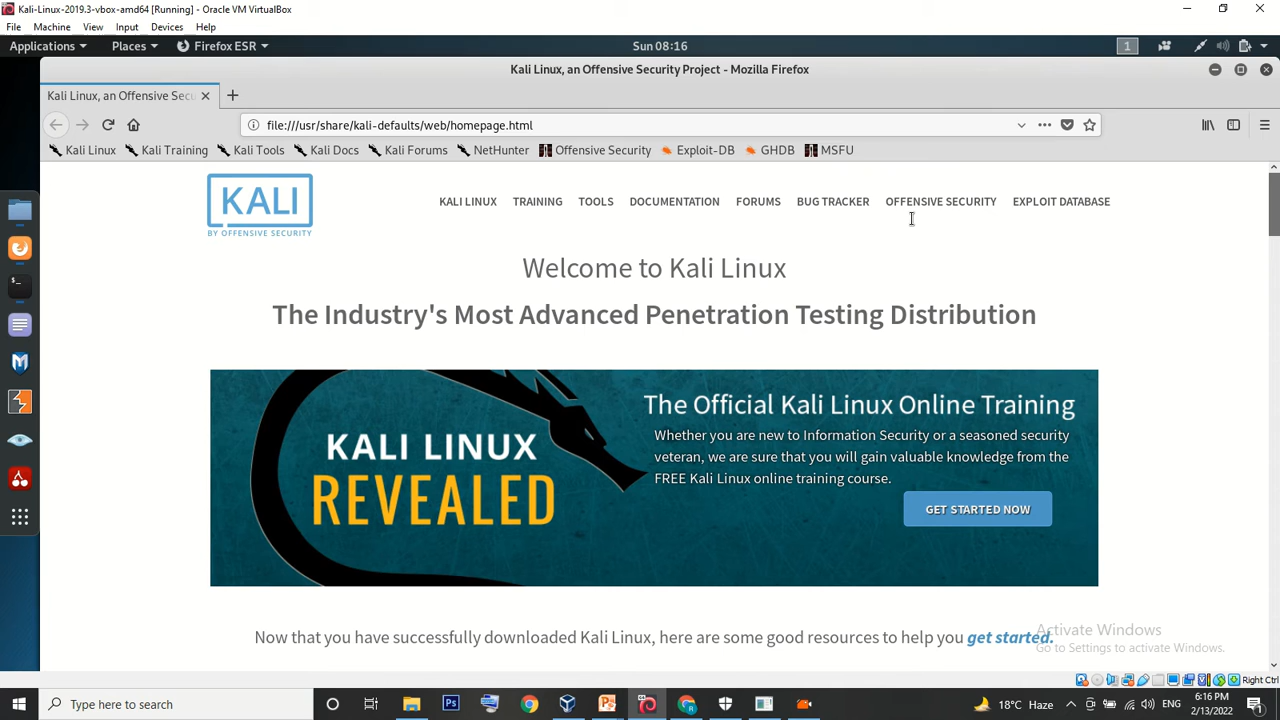 Kali-Linux-2019.3-vbox-amd64 [Running] - Oracle VM VirtualBox
File Machine View Input Devices Help
Applications Places Firefox ESR Sun 08:16 1
Kali Linux, an Offensive Security Project - Mozilla Firefox
Kali Linux, an Offensive Secu
file:///usr/share/kali-defaults/web/homepage.html
Kali Linux Kali Training Kali Tools Kali Docs Kali Forums NetHunter Offensive Security Exploit-DB GHDB MSFU
KALI
BY OFFENSIVE SECURITY
KALI LINUX TRAINING TOOLS DOCUMENTATION FORUMS BUG TRACKER OFFENSIVE SECURITY EXPLOIT DATABASE
Welcome to Kali Linux
The Industry's Most Advanced Penetration Testing Distribution
KALI LINUX
REVEALED
The Official Kali Linux Online Training
Whether you are new to Information Security or a seasoned security
veteran, we are sure that you will gain valuable knowledge from the
FREE Kali Linux online training course.
GET STARTED NOW
Now that you have successfully downloaded Kali Linux, here are some good resources to help you get started.
Activate Windows
Go to Settings to activate Windows.
Right Ctrl
Type here to search
18°C Haze
ENG
6:16 PM
2/13/2022